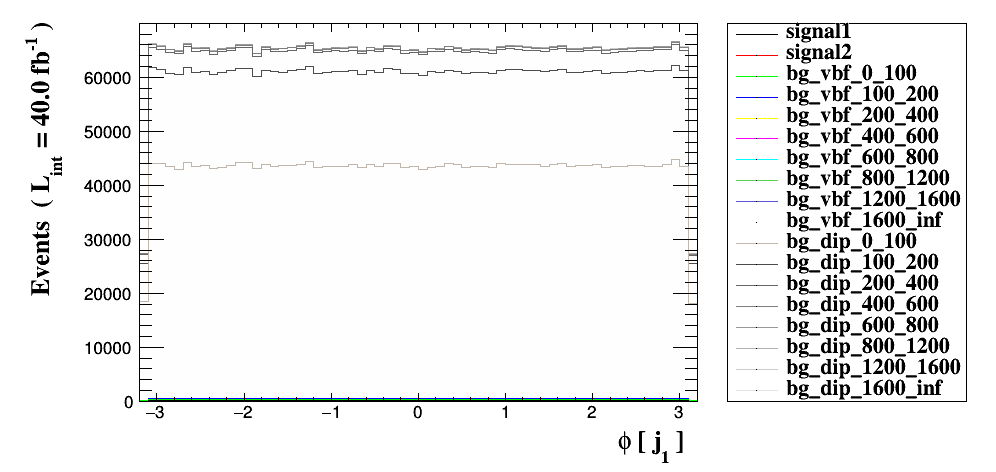 Events ( L_int = 40.0 fb^-1 )
60000
50000
40000
30000
20000
10000
0
−3 −2 −1 0 1 2 3
ϕ [ j_1 ]
signal1
signal2
bg_vbf_0_100
bg_vbf_100_200
bg_vbf_200_400
bg_vbf_400_600
bg_vbf_600_800
bg_vbf_800_1200
bg_vbf_1200_1600
bg_vbf_1600_inf
bg_dip_0_100
bg_dip_100_200
bg_dip_200_400
bg_dip_400_600
bg_dip_600_800
bg_dip_800_1200
bg_dip_1200_1600
bg_dip_1600_inf